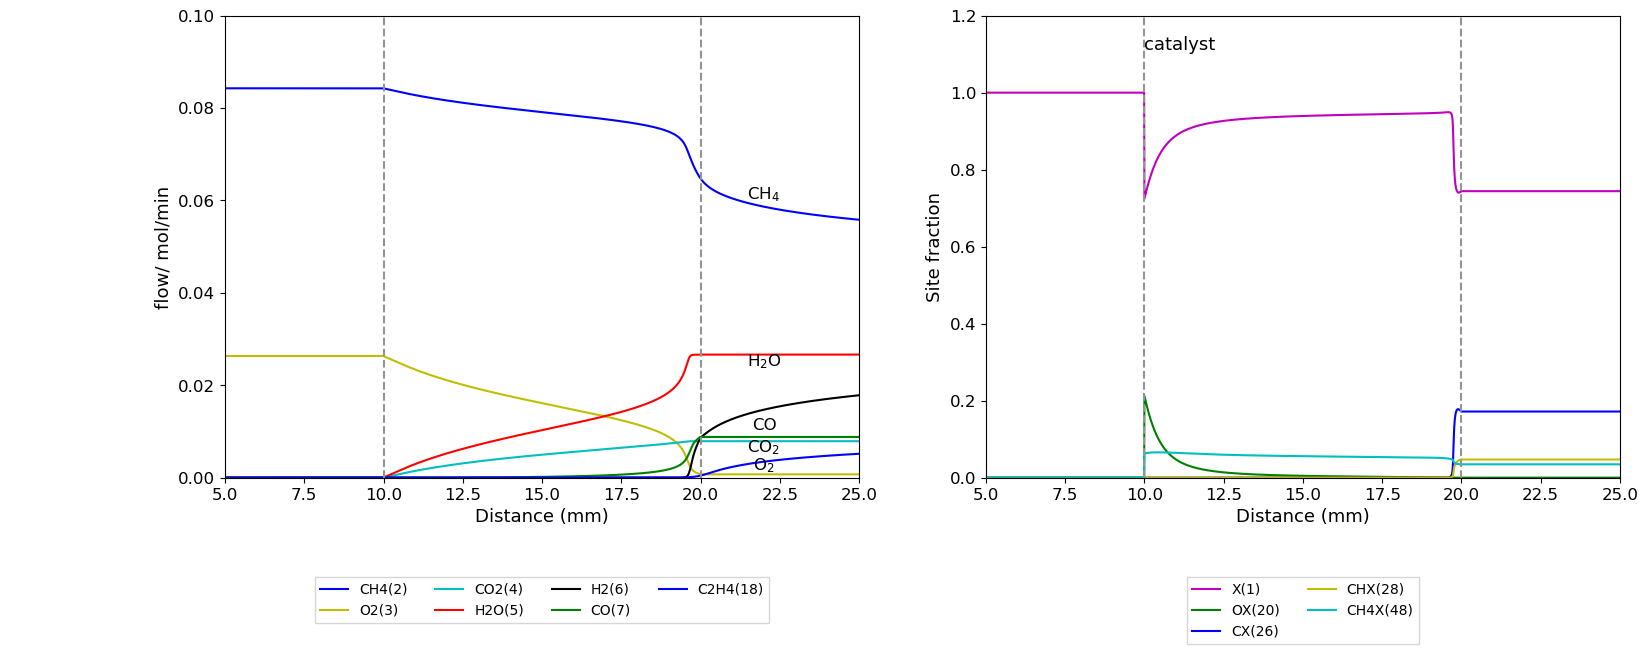 0.10
0.08
0.06
0.04
0.02
0.00
flow/ mol/min
CH₄
H₂O
CO
CO₂
O₂
5.0 7.5 10.0 12.5 15.0 17.5 20.0 22.5 25.0
Distance (mm)
CH4(2) CO2(4) H2(6) C2H4(18)
O2(3) H2O(5) CO(7)
1.2
1.0
0.8
0.6
0.4
0.2
0.0
Site fraction
catalyst
5.0 7.5 10.0 12.5 15.0 17.5 20.0 22.5 25.0
Distance (mm)
X(1) CHX(28)
OX(20) CH4X(48)
CX(26)